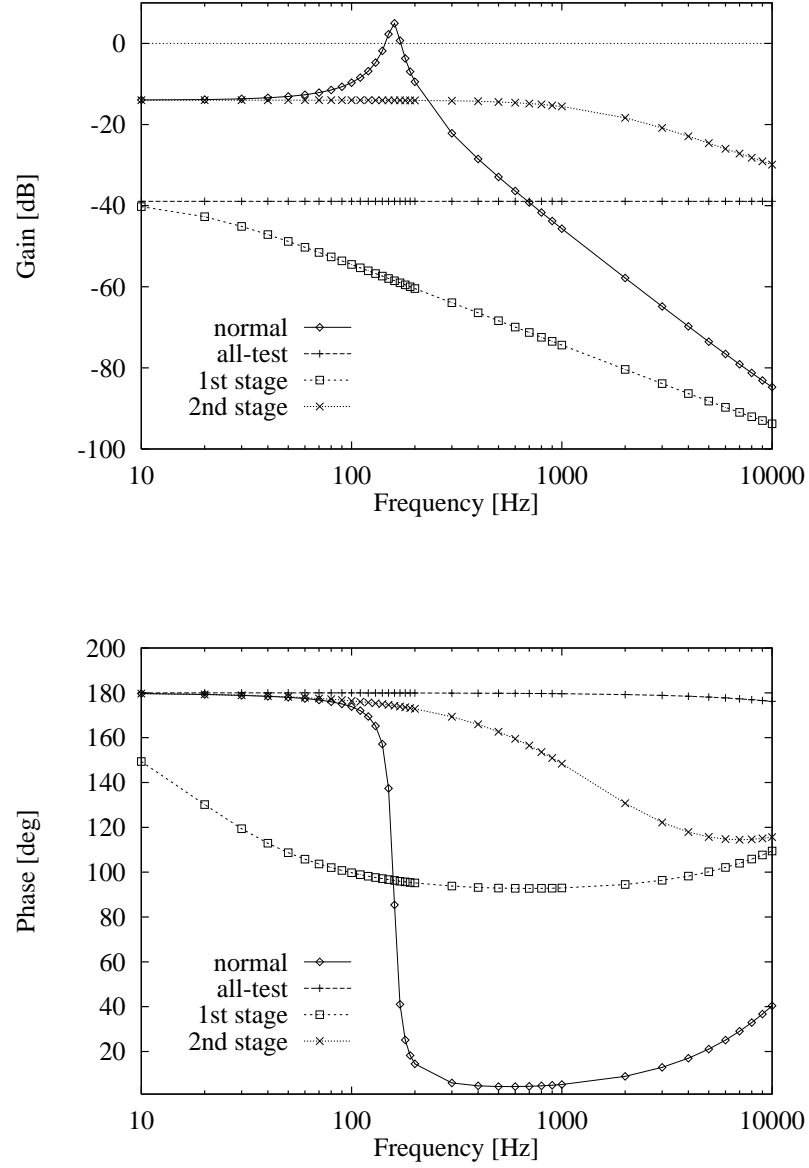 0
-20
-40
-60
-80
-100
Gain [dB]
normal
all-test
1st stage
2nd stage
10
100
1000
10000
Frequency [Hz]
200
180
160
140
120
100
80
60
40
20
Phase [deg]
normal
all-test
1st stage
2nd stage
10
100
1000
10000
Frequency [Hz]